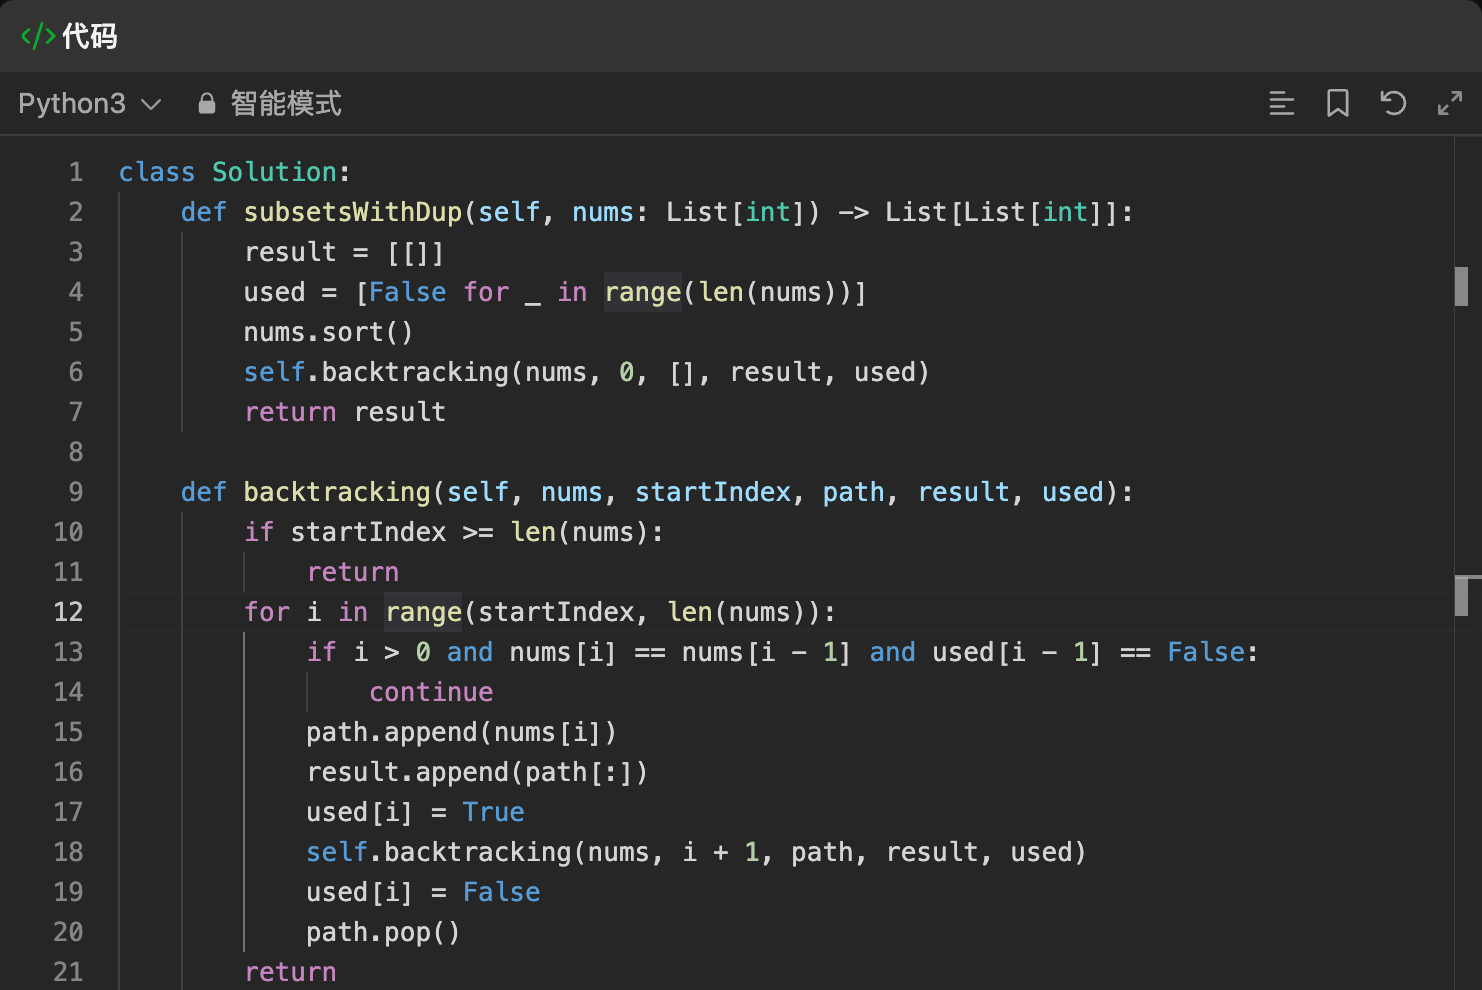 </> 代码
Python3 智能模式
1 class Solution:
2     def subsetsWithDup(self, nums: List[int]) -> List[List[int]]:
3         result = [[]]
4         used = [False for _ in range(len(nums))]
5         nums.sort()
6         self.backtracking(nums, 0, [], result, used)
7         return result
8
9     def backtracking(self, nums, startIndex, path, result, used):
10         if startIndex >= len(nums):
11             return
12         for i in range(startIndex, len(nums)):
13             if i > 0 and nums[i] == nums[i - 1] and used[i - 1] == False:
14                 continue
15             path.append(nums[i])
16             result.append(path[:])
17             used[i] = True
18             self.backtracking(nums, i + 1, path, result, used)
19             used[i] = False
20             path.pop()
21         return